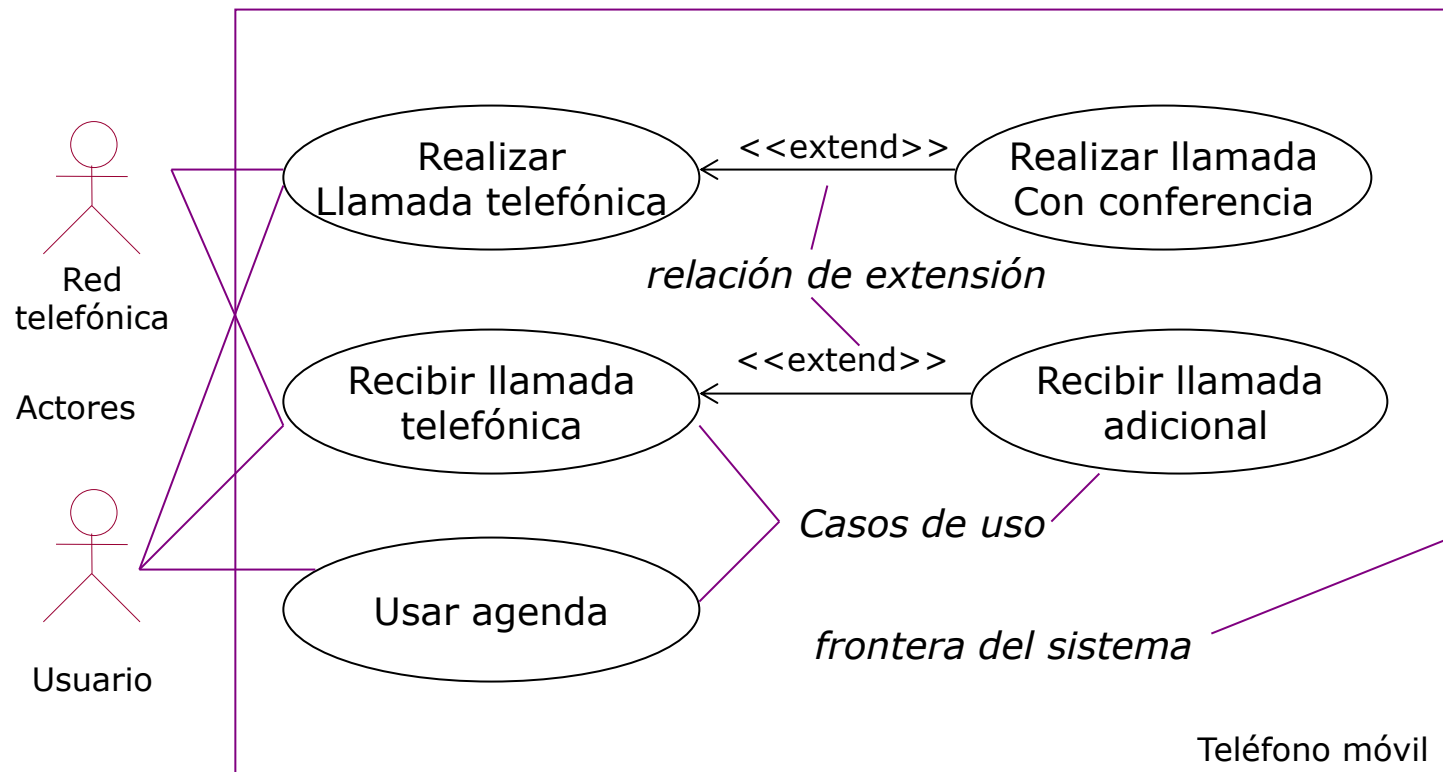 Realizar
Llamada telefónica
<<extend>>
Realizar llamada
Con conferencia
Red
telefónica
relación de extensión
Actores
Recibir llamada
telefónica
<<extend>>
Recibir llamada
adicional
Casos de uso
Usar agenda
Usuario
frontera del sistema
Teléfono móvil